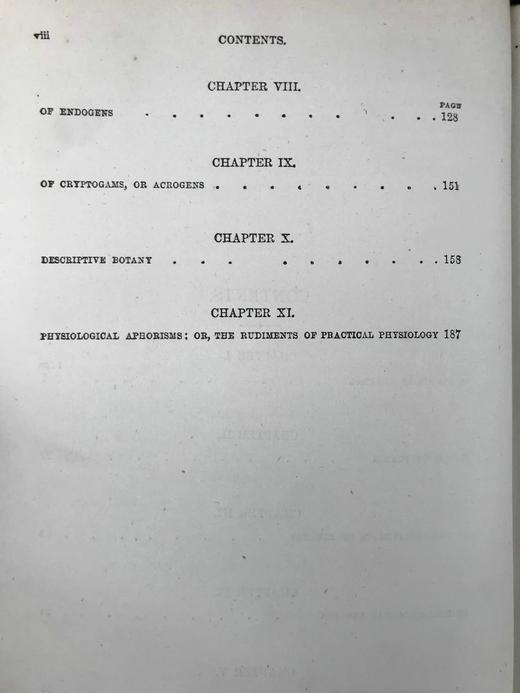 viii
CONTENTS.
CHAPTER VIII.
PAGE
OF ENDOGENS . . . . . . . . . . . 128
CHAPTER IX.
OF CRYPTOGAMS, OR ACROGENS . . . . . . . . . 151
CHAPTER X.
DESCRIPTIVE BOTANY . . . . . . . . . . 158
CHAPTER XI.
PHYSIOLOGICAL APHORISMS; OR, THE RUDIMENTS OF PRACTICAL PHYSIOLOGY 187